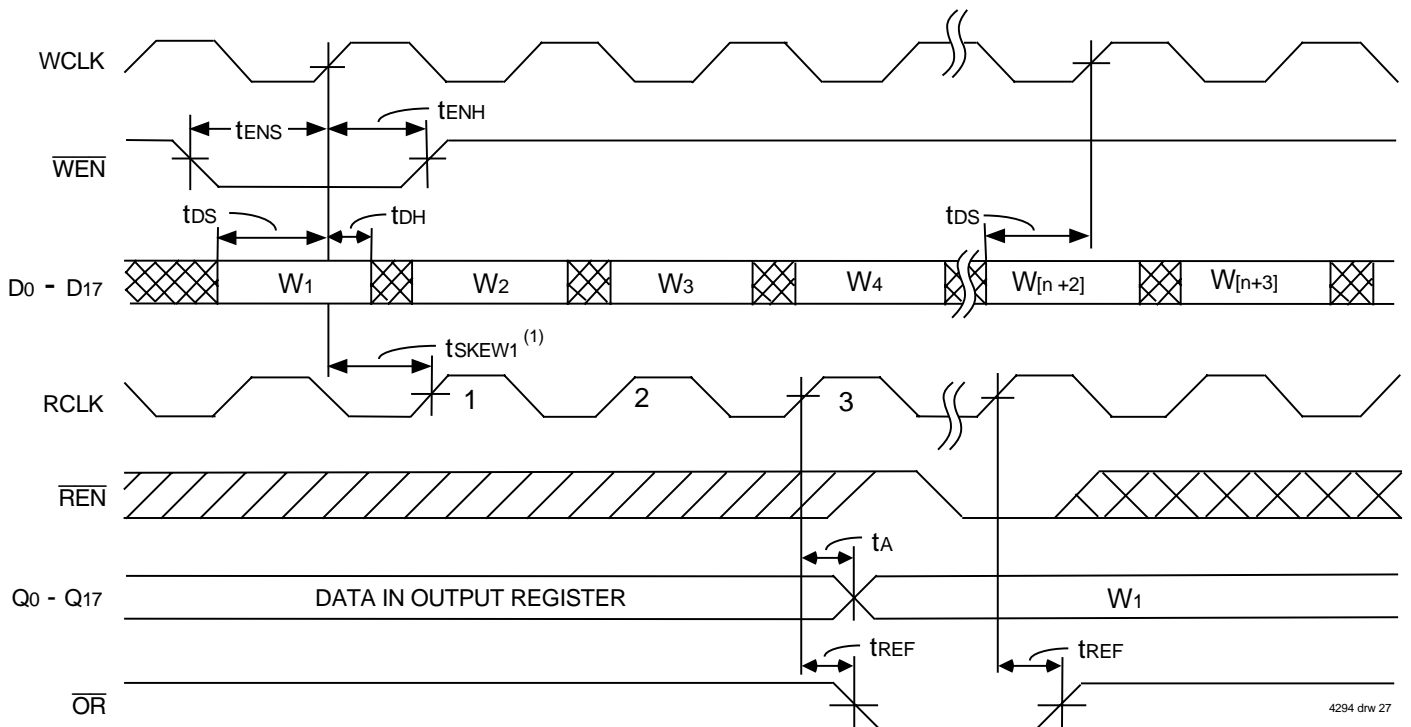 WCLK
tENS
tENH
WEN
tDS
tDH
tDS
D0 - D17
W1
W2
W3
W4
W[n +2]
W[n+3]
tSKEW1 (1)
RCLK
1
2
3
REN
tA
Q0 - Q17
DATA IN OUTPUT REGISTER
W1
tREF
tREF
OR
4294 drw 27